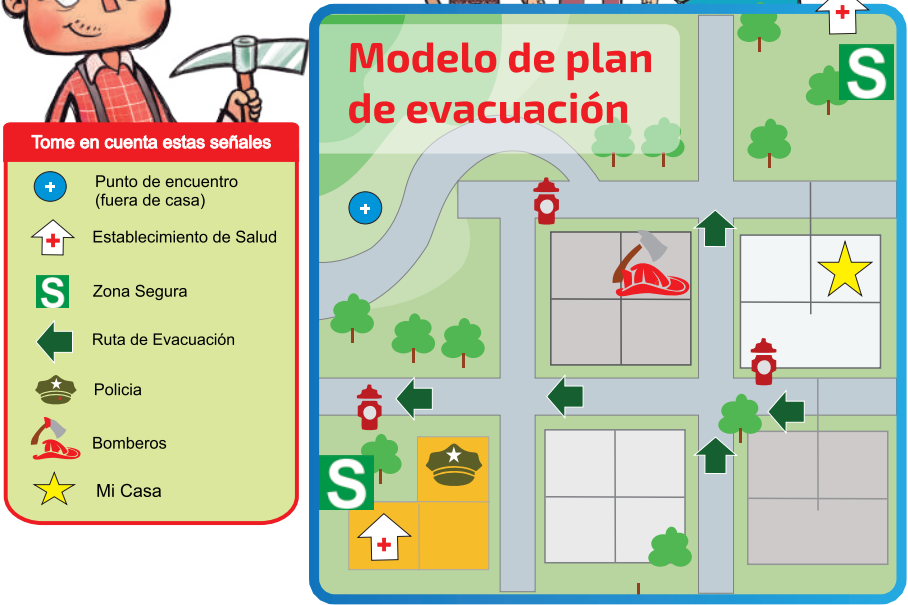 Modelo de plan
de evacuación
S
Tome en cuenta estas señales
Punto de encuentro
(fuera de casa)
Establecimiento de Salud
S
Zona Segura
Ruta de Evacuación
Policia
Bomberos
Mi Casa
S